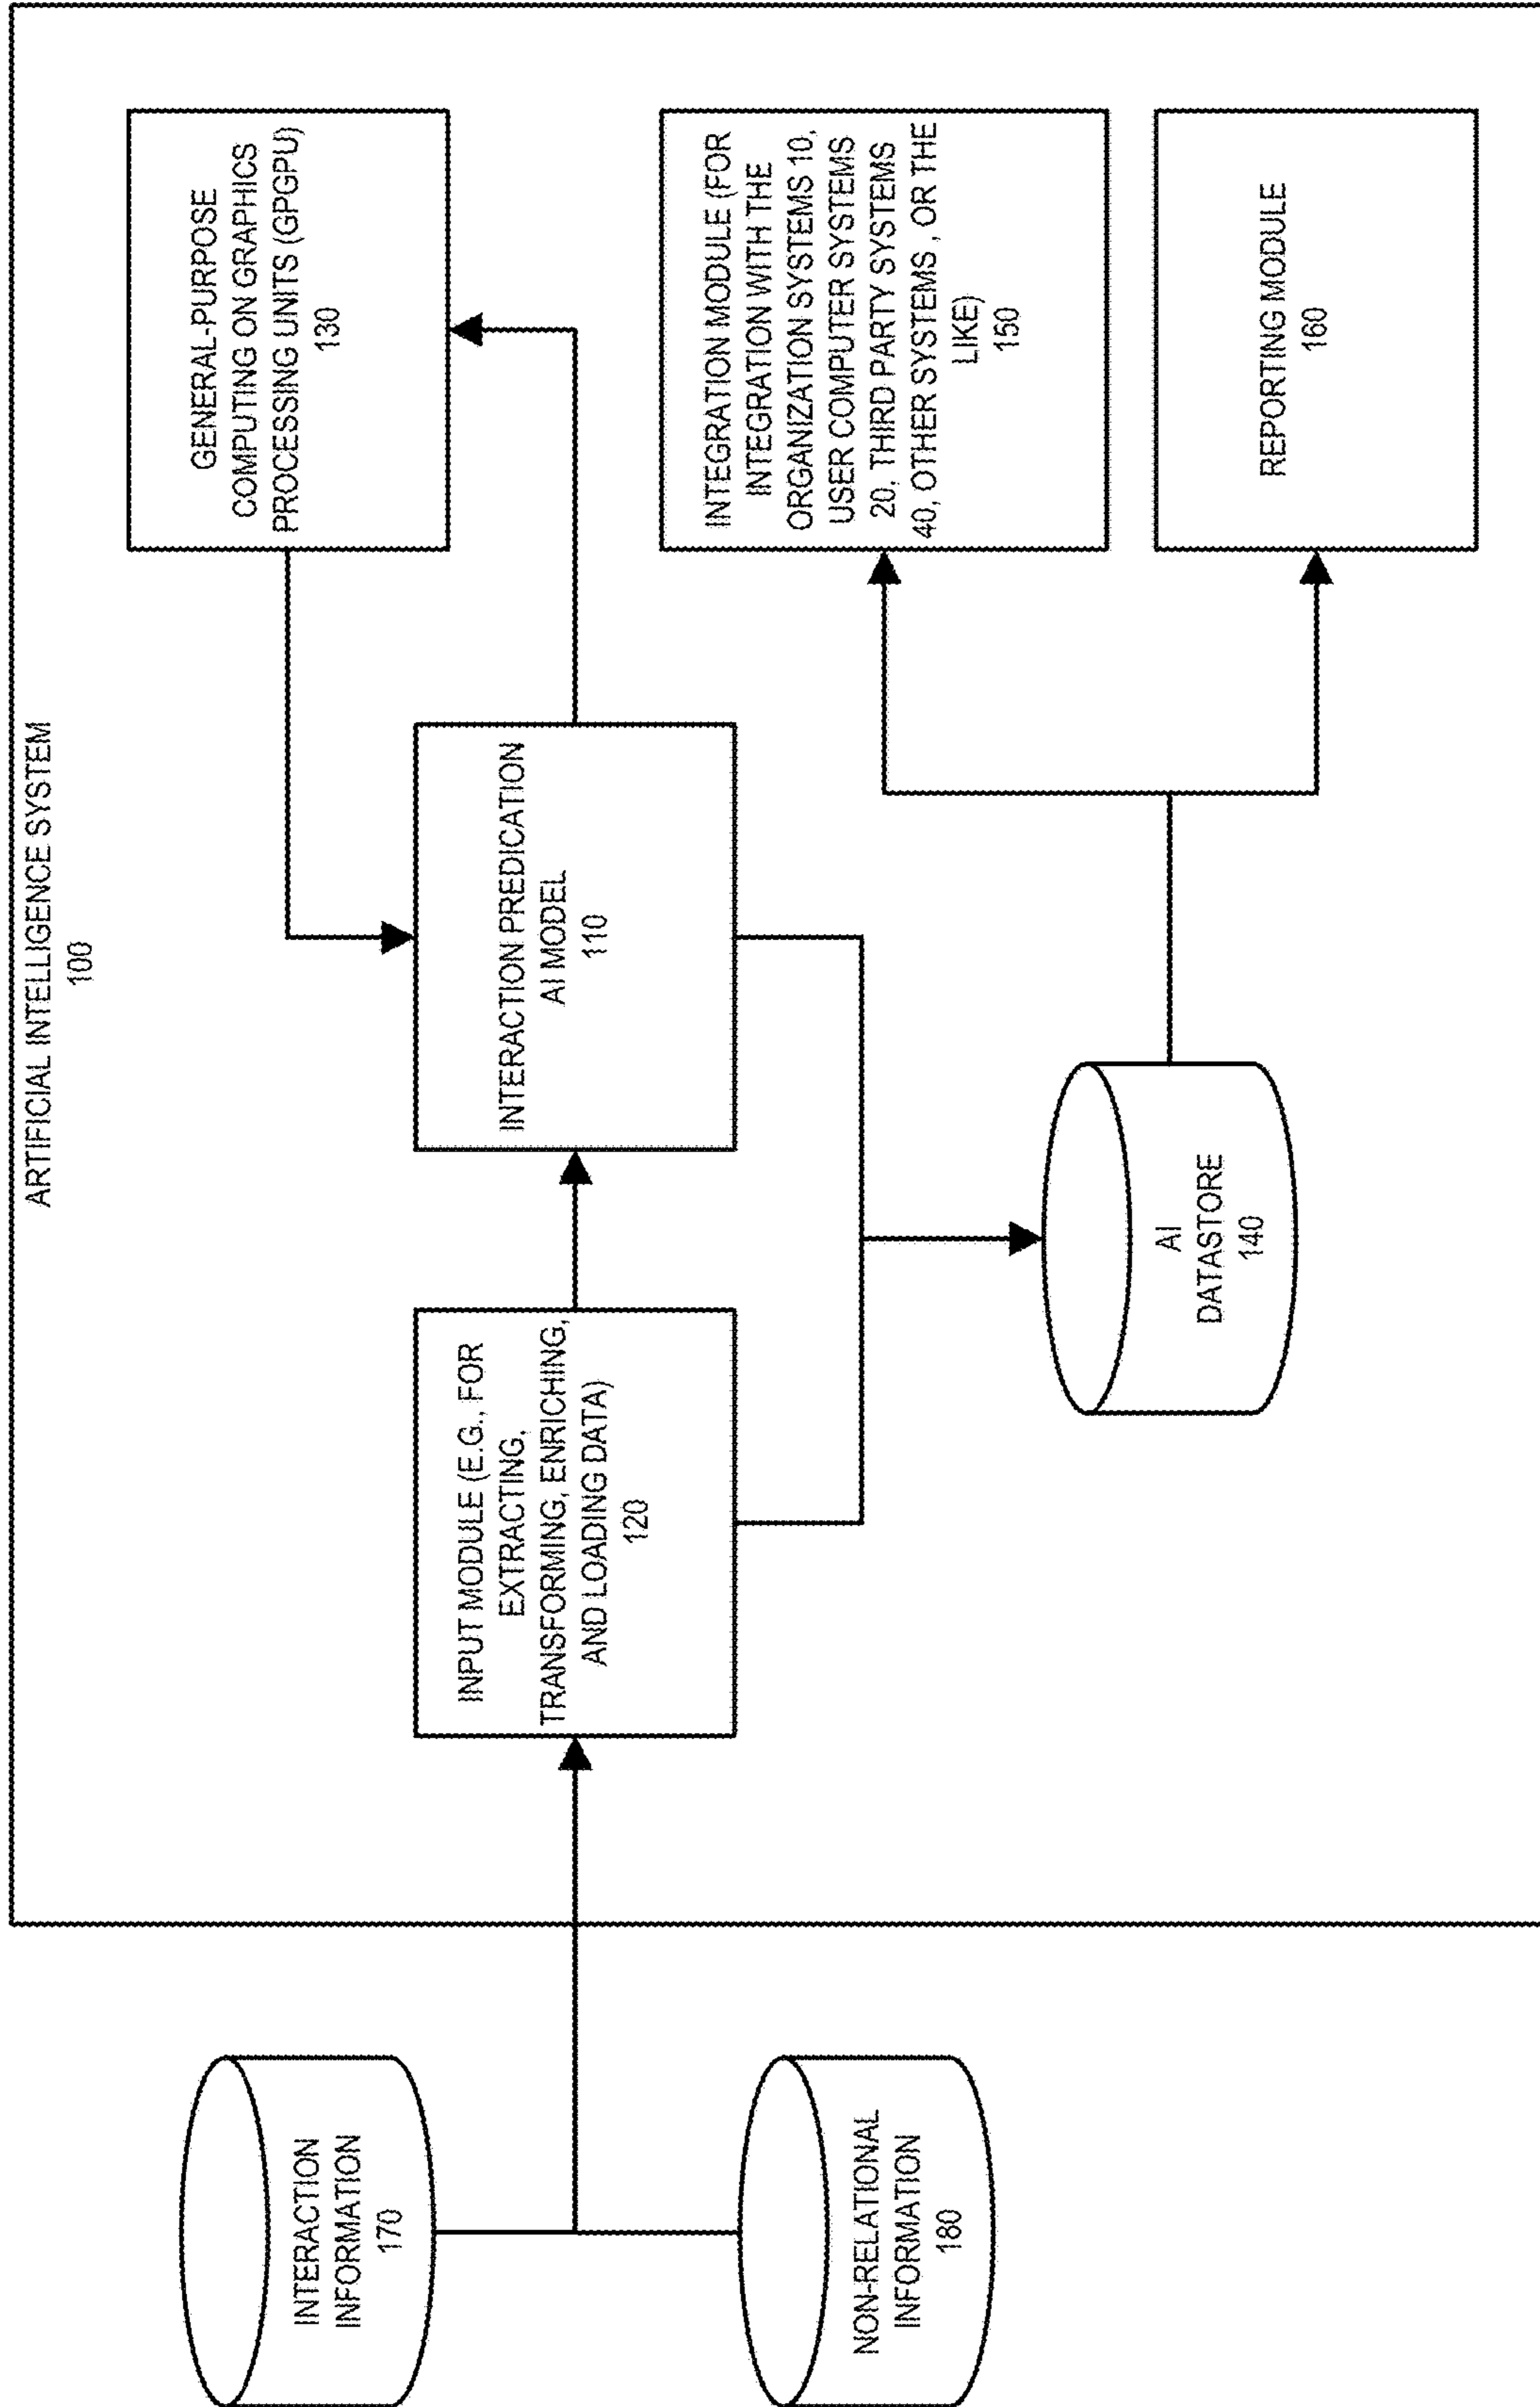 ARTIFICIAL INTELLIGENCE SYSTEM
100
INTERACTION
INFORMATION
170
NON-RELATIONAL
INFORMATION
180
INPUT MODULE (E.G., FOR
EXTRACTING,
TRANSFORMING, ENRICHING,
AND LOADING DATA)
120
INTERACTION PREDICATION
AI MODEL
110
GENERAL-PURPOSE
COMPUTING ON GRAPHICS
PROCESSING UNITS (GPGPU)
130
AI
DATASTORE
140
INTEGRATION MODULE (FOR
INTEGRATION WITH THE
ORGANIZATION SYSTEMS 10,
USER COMPUTER SYSTEMS
20, THIRD PARTY SYSTEMS
40, OTHER SYSTEMS , OR THE
LIKE)
150
REPORTING MODULE
160